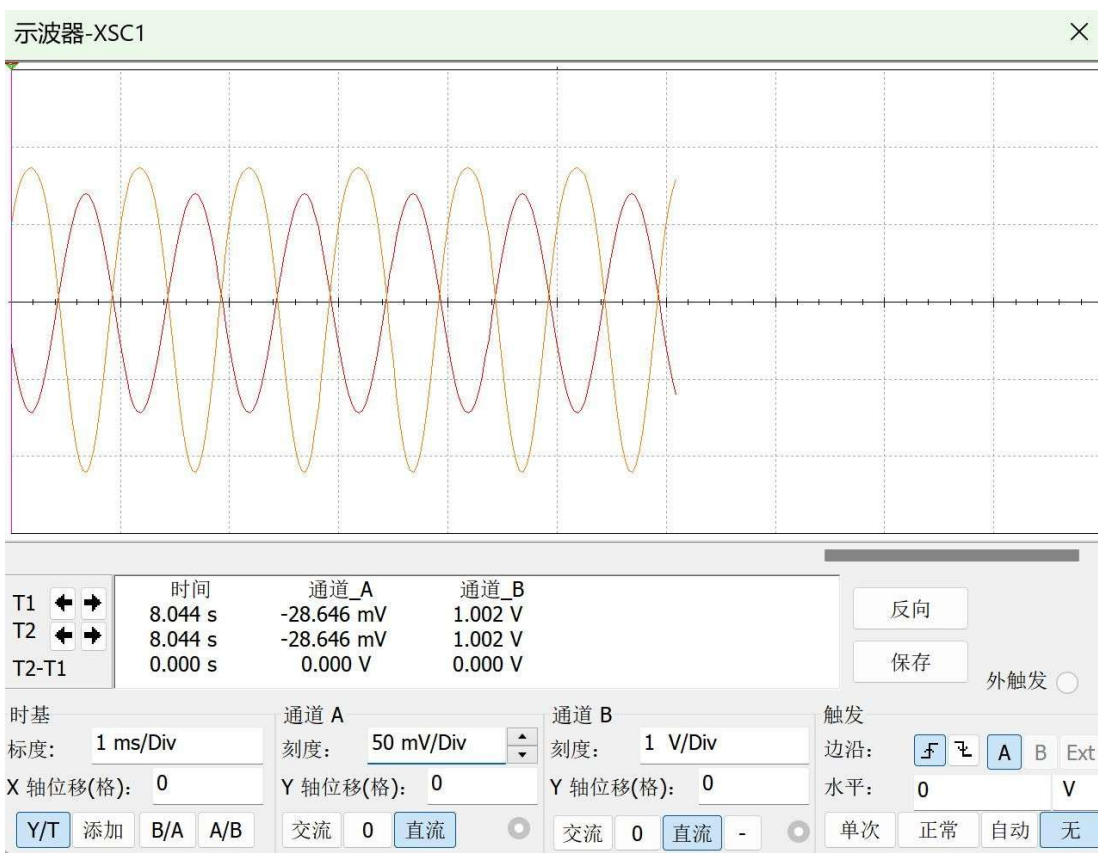 示波器-XSC1
时间 通道_A 通道_B
T1 8.044 s -28.646 mV 1.002 V
T2 8.044 s -28.646 mV 1.002 V
T2-T1 0.000 s 0.000 V 0.000 V
反向
保存
外触发
时基 通道 A 通道 B 触发
标度: 1 ms/Div 刻度: 50 mV/Div 刻度: 1 V/Div 边沿: A B Ext
X 轴位移(格): 0 Y 轴位移(格): 0 Y 轴位移(格): 0 水平: 0 V
Y/T 添加 B/A A/B 交流 0 直流 交流 0 直流 - 单次 正常 自动 无